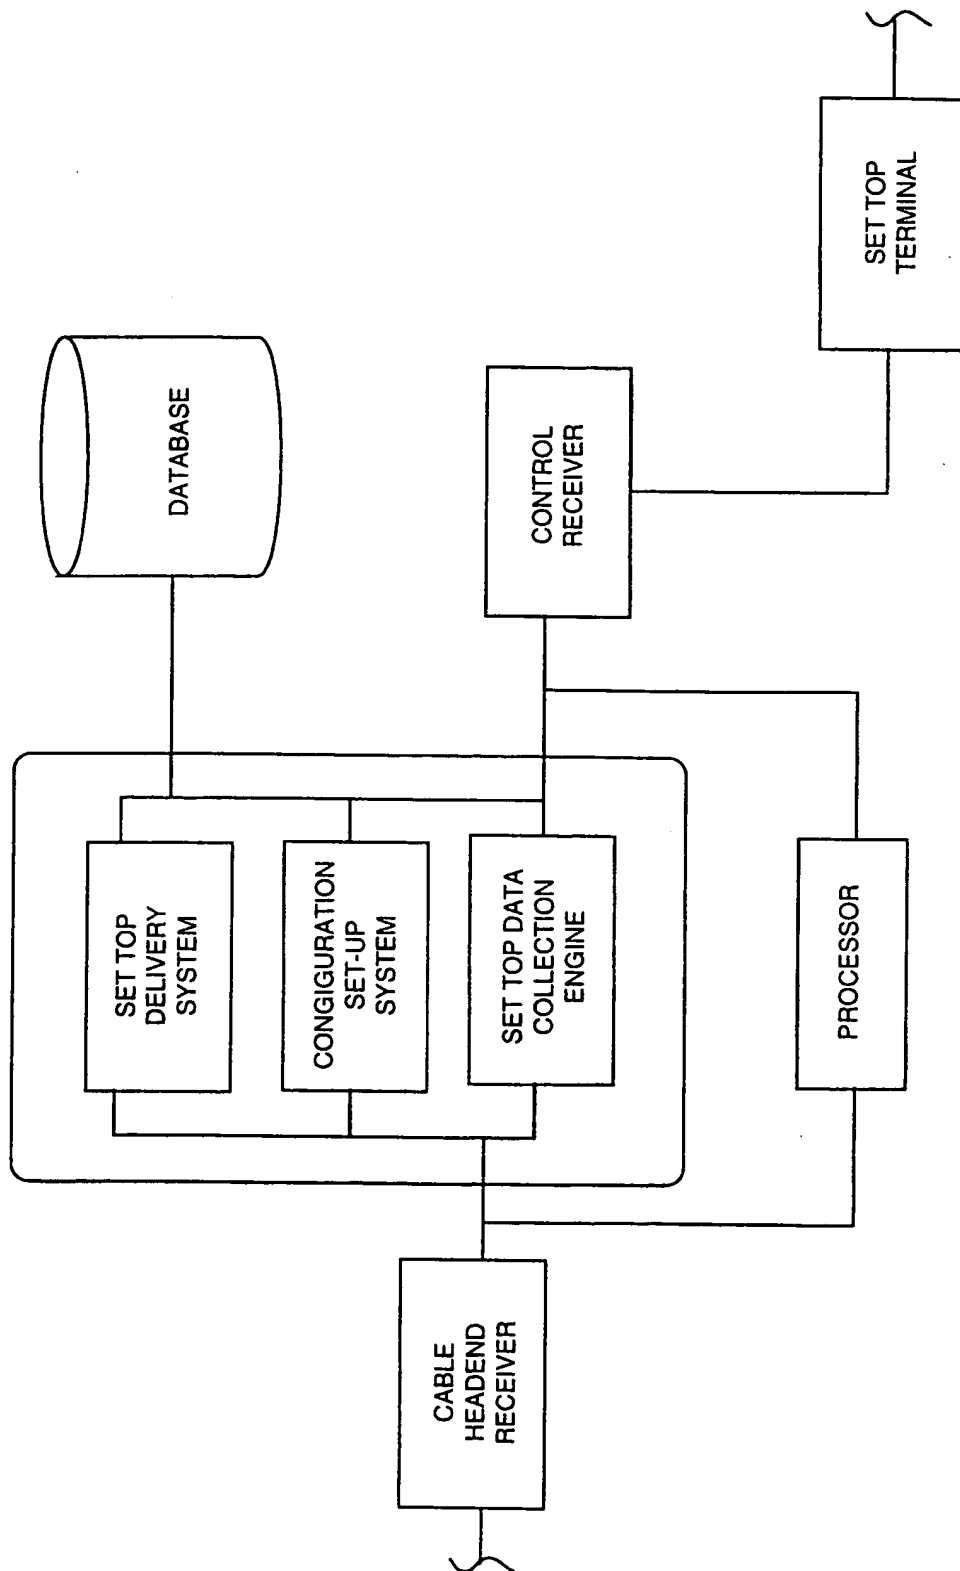 DATABASE
SET TOP
DELIVERY
SYSTEM
CONGIGURATION
SET-UP
SYSTEM
SET TOP DATA
COLLECTION
ENGINE
CABLE
HEADEND
RECEIVER
CONTROL
RECEIVER
PROCESSOR
SET TOP
TERMINAL